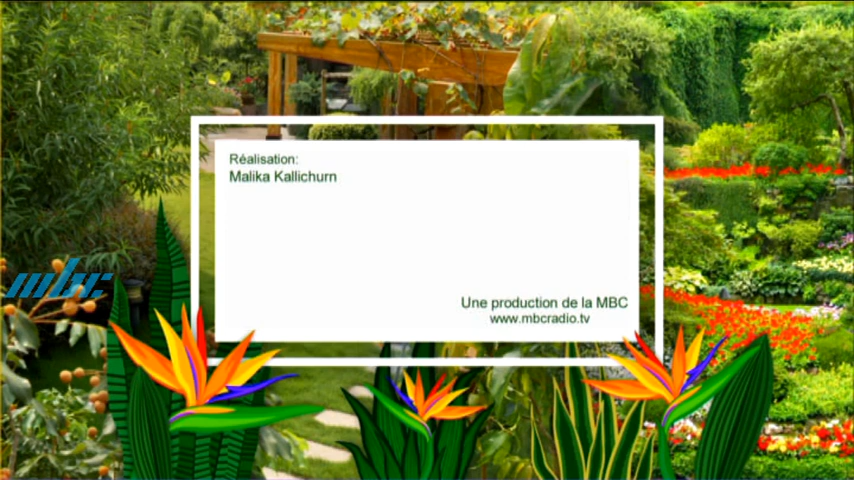 Réalisation:
Malika Kallichurn
mbc
Une production de la MBC
www.mbcradio.tv